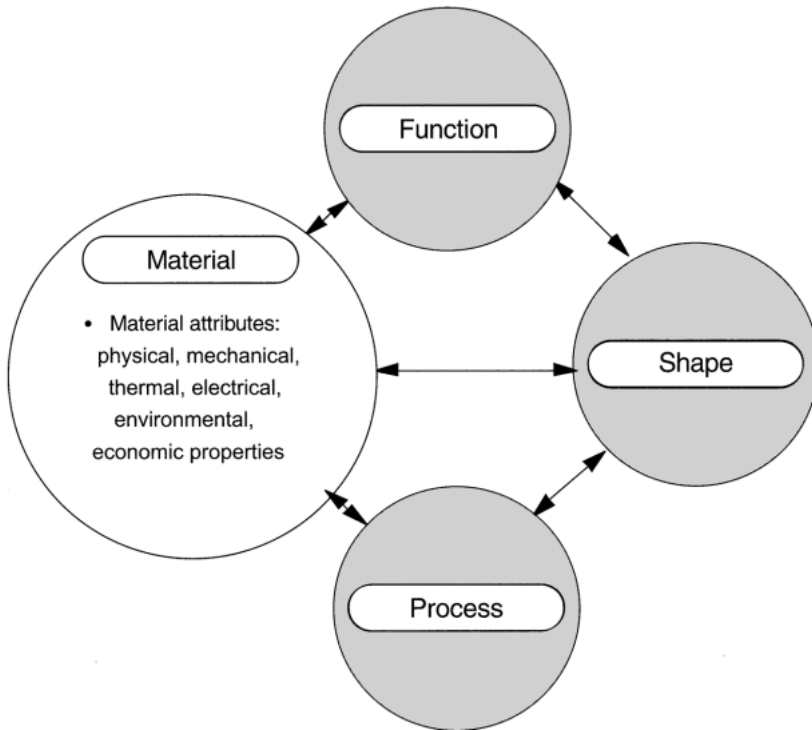 Function
Material
• Material attributes:
physical, mechanical,
thermal, electrical,
environmental,
economic properties
Shape
Process